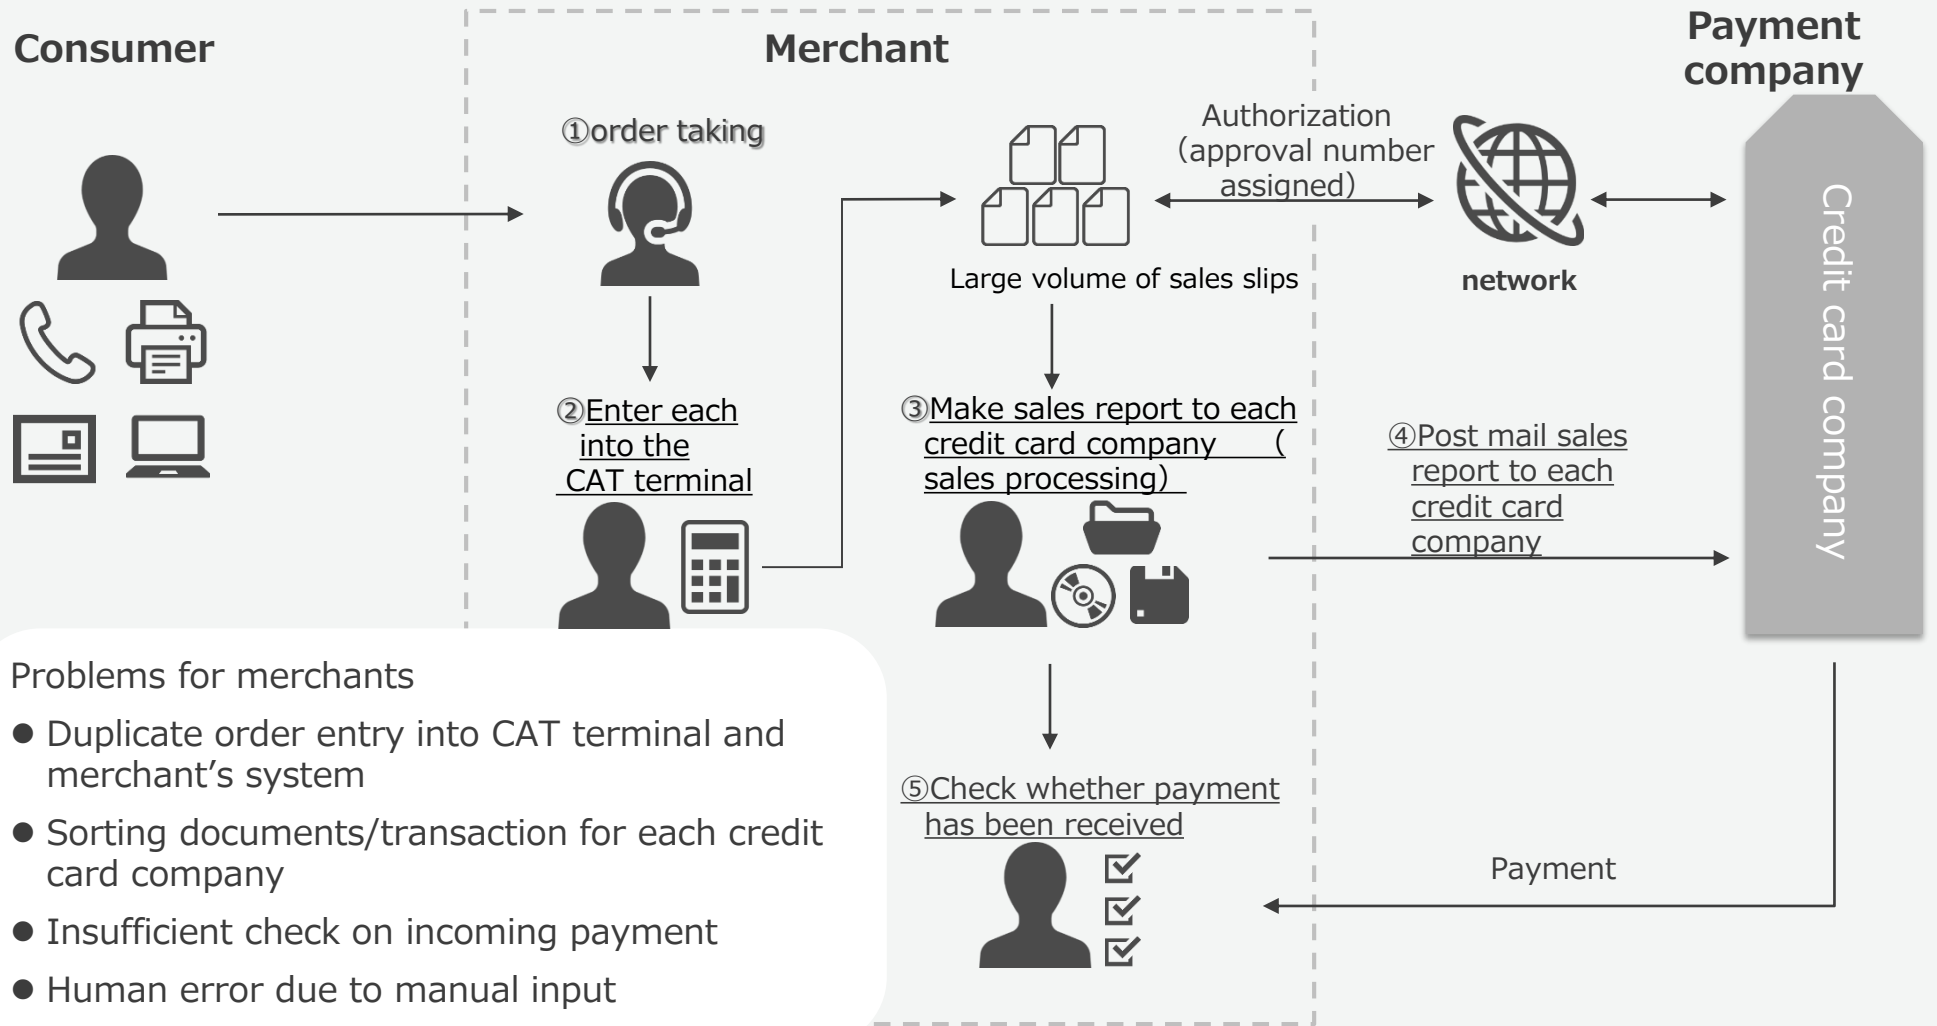 Consumer
Merchant
Payment
company
①order taking
Authorization
（approval number
assigned）
Large volume of sales slips
network
Credit card company
②Enter each
into the
CAT terminal
③Make sales report to each
credit card company （
sales processing）
④Post mail sales
report to each
credit card
company
Problems for merchants
● Duplicate order entry into CAT terminal and
merchant’s system
● Sorting documents/transaction for each credit
card company
● Insufficient check on incoming payment
● Human error due to manual input
⑤Check whether payment
has been received
Payment